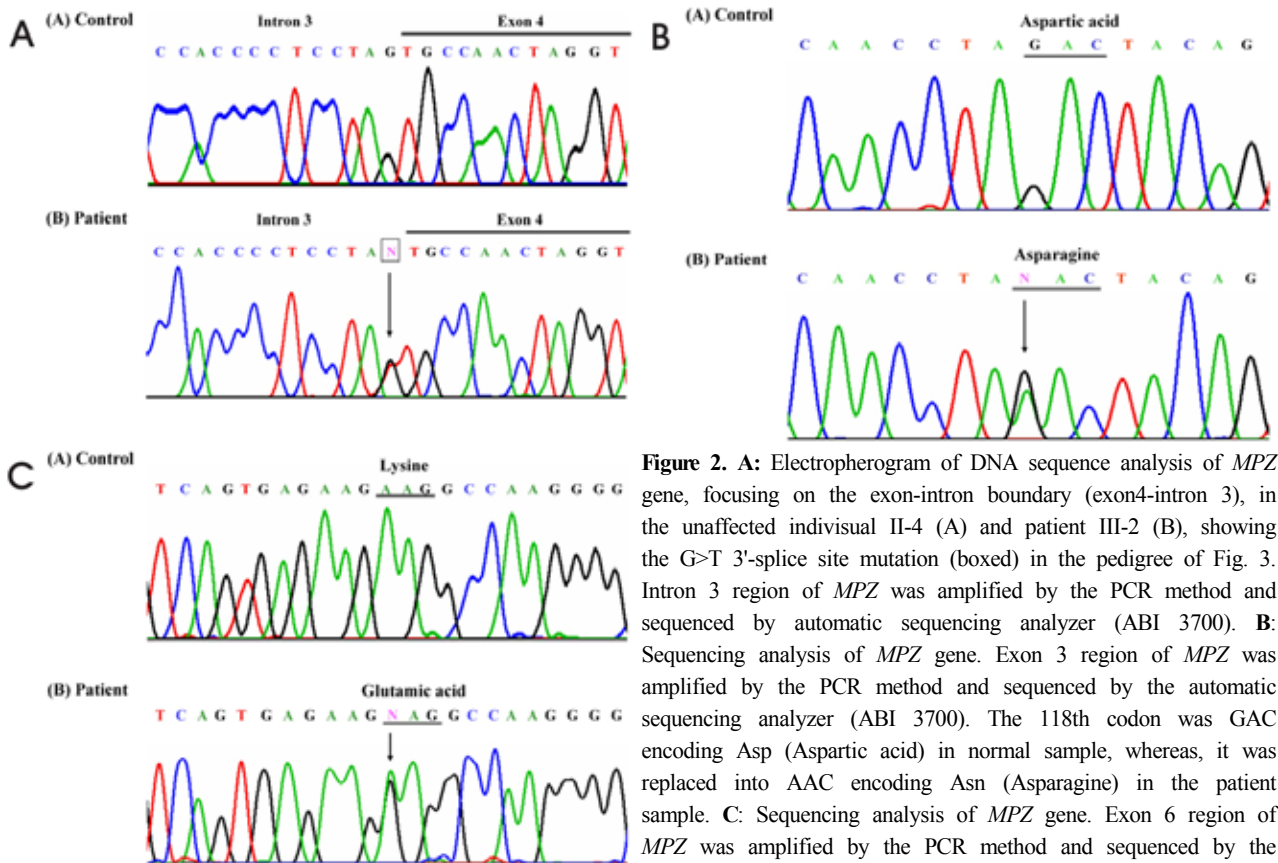 A
(A) Control
Intron 3
Exon 4
C C A C C C C T C C T A G T G C C A A C T A G G T
(B) Patient
Intron 3
Exon 4
C C A C C C C T C C T A N T G C C A A C T A G G T
B
(A) Control
Aspartic acid
C A A C C T A G A C T A C A G
(B) Patient
Asparagine
C A A C C T A N A C T A C A G
C
(A) Control
Lysine
T C A G T G A G A A G A A G G C C A A G G G G
(B) Patient
Glutamic acid
T C A G T G A G A A G N A G G C C A A G G G G
Figure 2. A: Electropherogram of DNA sequence analysis of MPZ
gene, focusing on the exon-intron boundary (exon4-intron 3), in
the unaffected indivisual II-4 (A) and patient III-2 (B), showing
the G>T 3'-splice site mutation (boxed) in the pedigree of Fig. 3.
Intron 3 region of MPZ was amplified by the PCR method and
sequenced by automatic sequencing analyzer (ABI 3700). B:
Sequencing analysis of MPZ gene. Exon 3 region of MPZ was
amplified by the PCR method and sequenced by the automatic
sequencing analyzer (ABI 3700). The 118th codon was GAC
encoding Asp (Aspartic acid) in normal sample, whereas, it was
replaced into AAC encoding Asn (Asparagine) in the patient
sample. C: Sequencing analysis of MPZ gene. Exon 6 region of
MPZ was amplified by the PCR method and sequenced by the